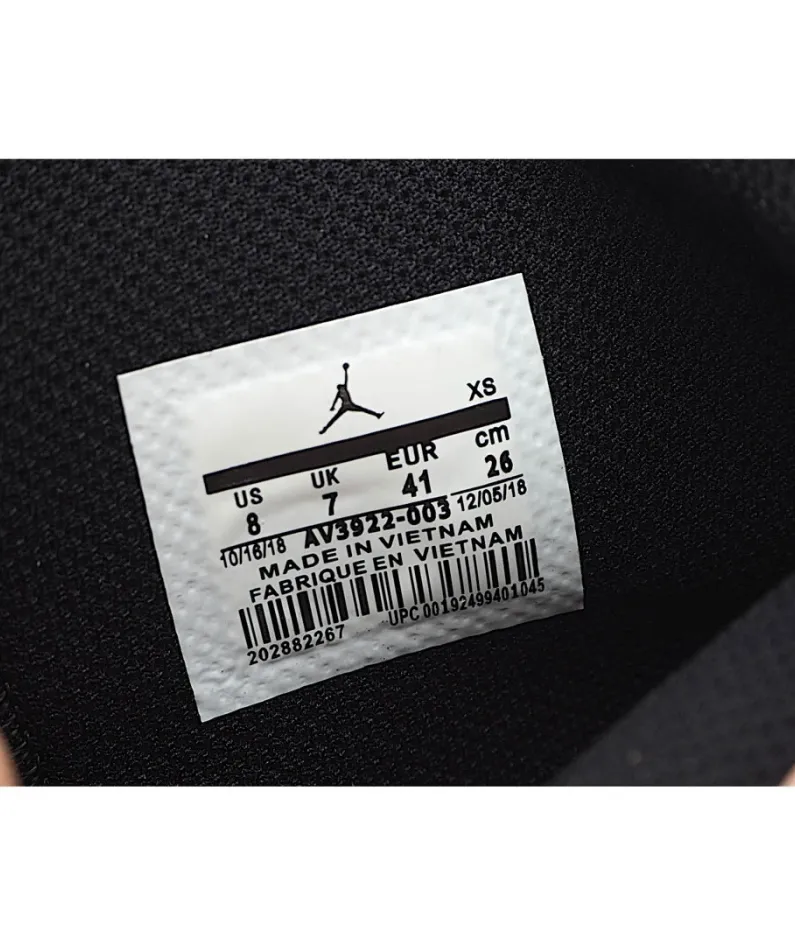 XS
US UK EUR cm
8 7 41 26
10/16/18 AV3922-003 12/05/18
MADE IN VIETNAM
FABRIQUE EN VIETNAM
202882267 UPC 00192499401045